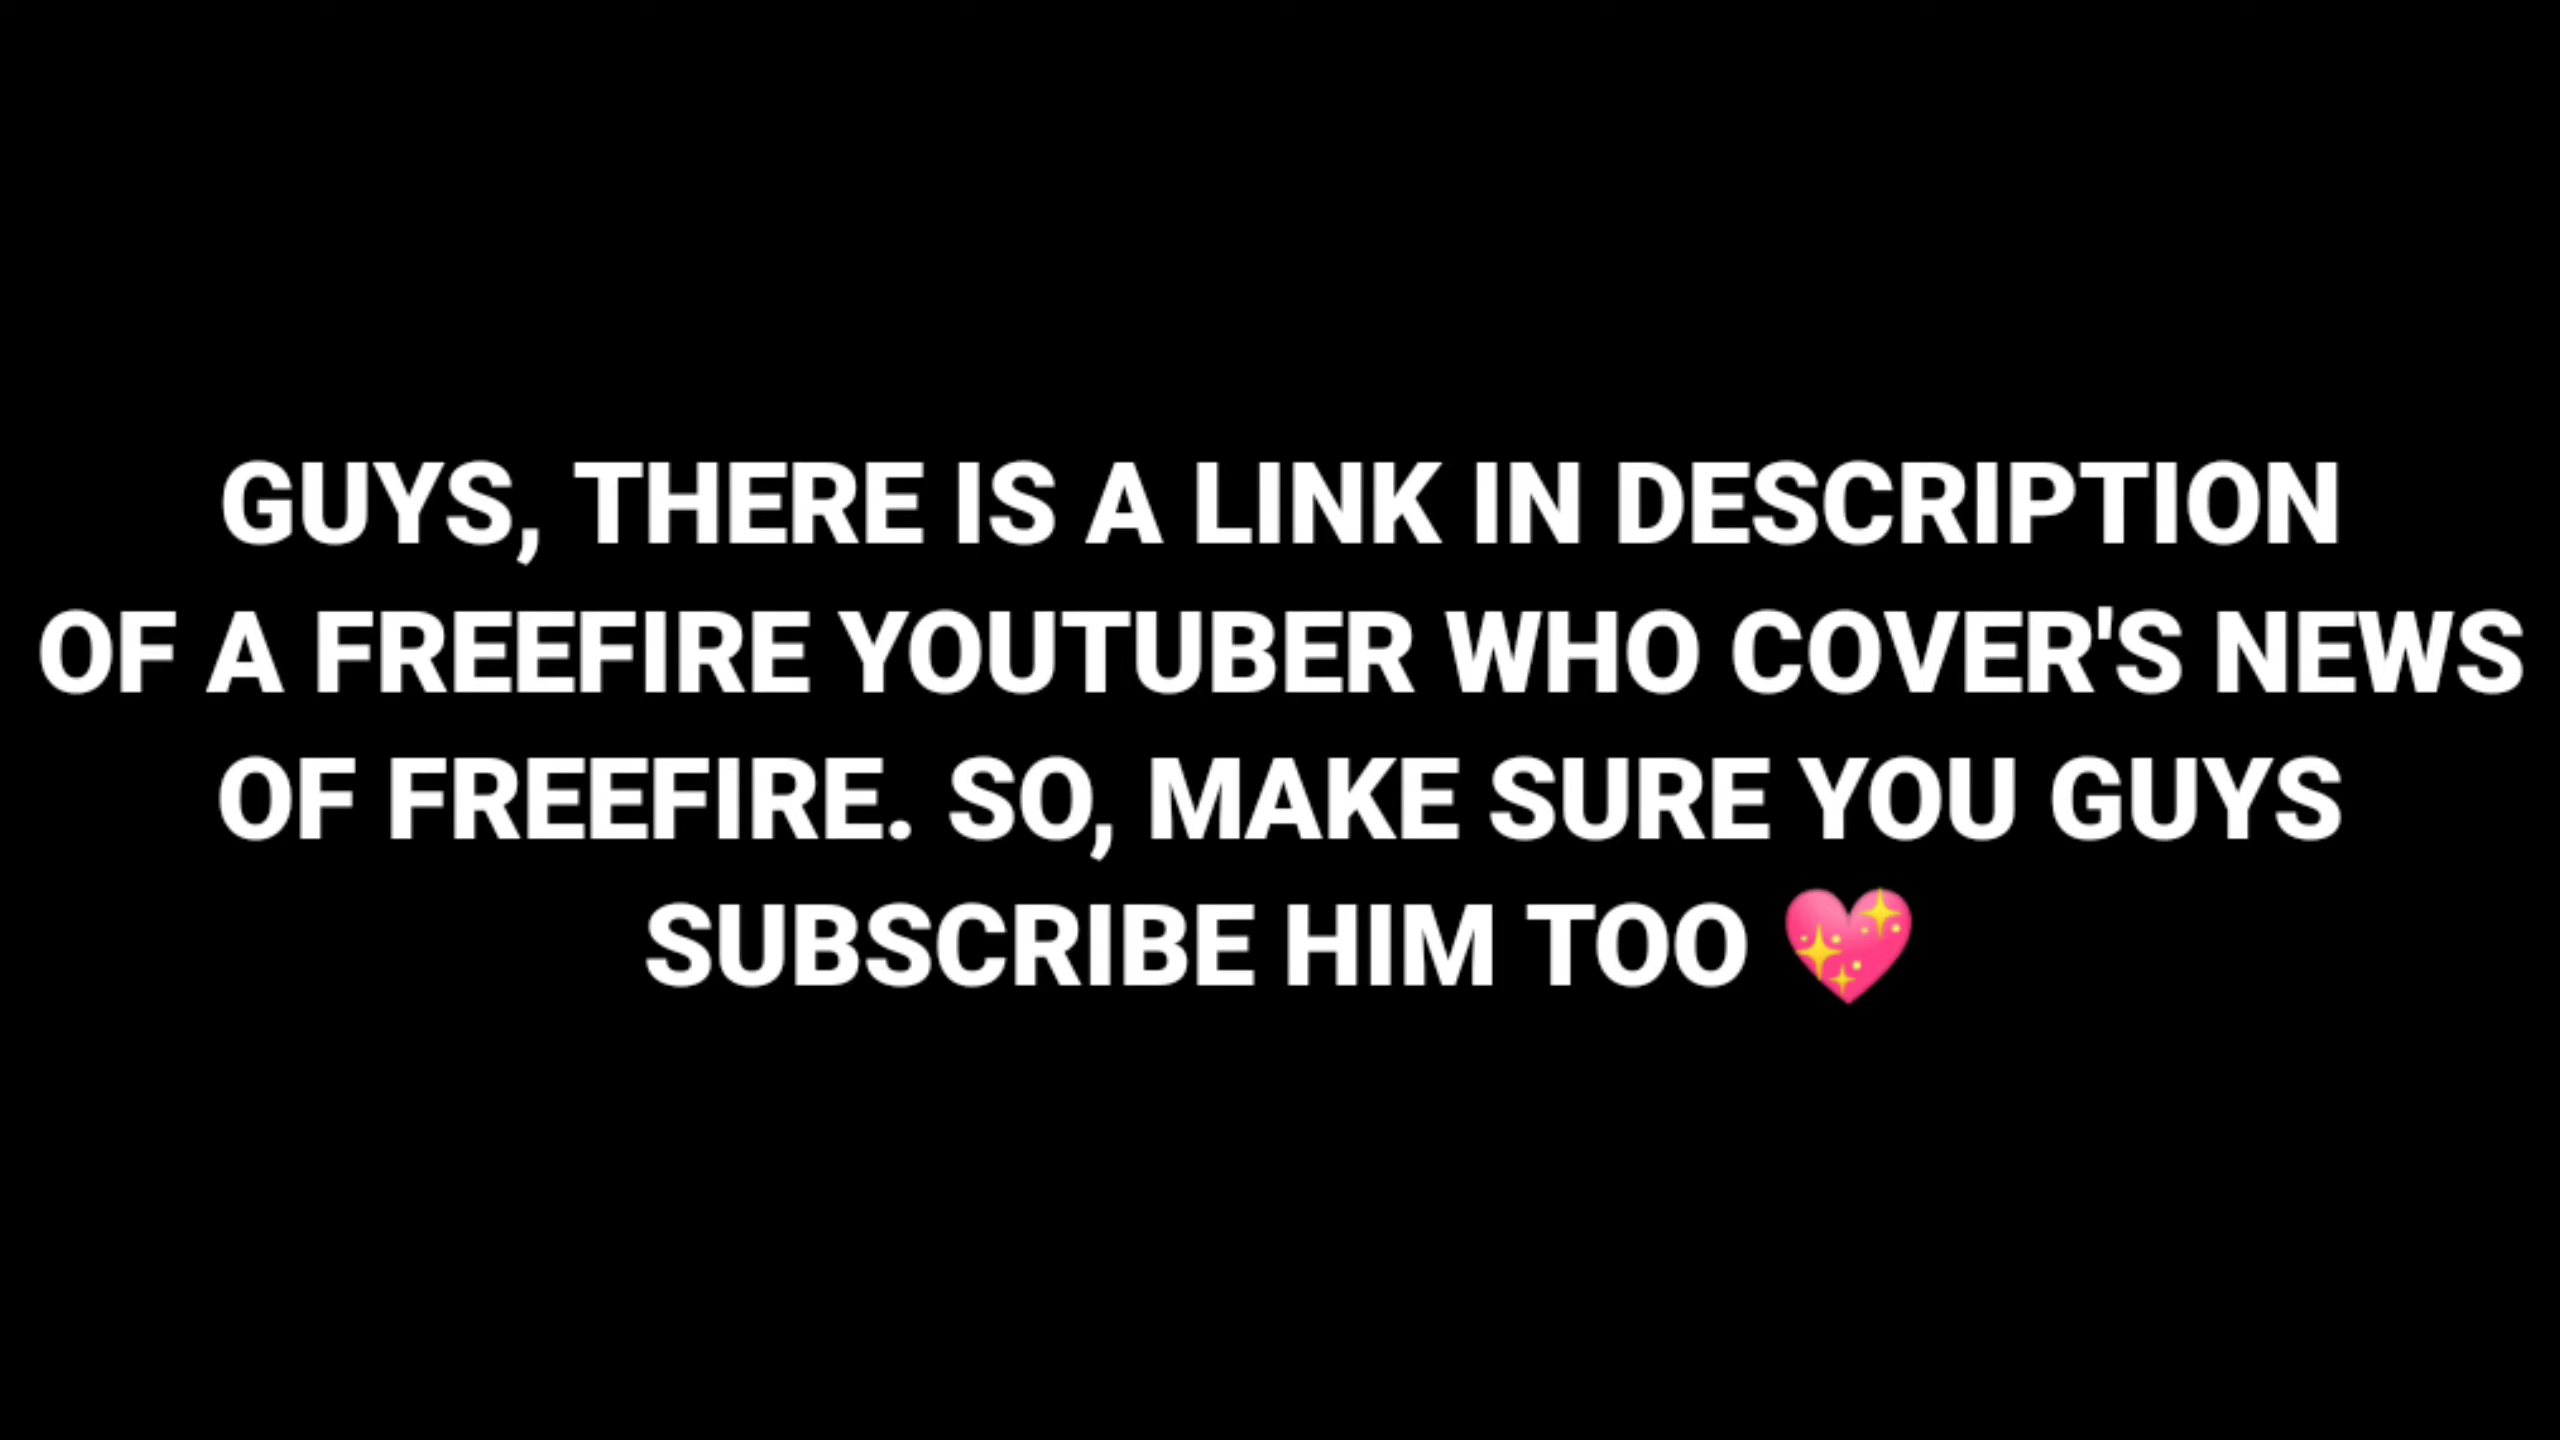 GUYS, THERE IS A LINK IN DESCRIPTION
OF A FREEFIRE YOUTUBER WHO COVER'S NEWS
OF FREEFIRE. SO, MAKE SURE YOU GUYS
SUBSCRIBE HIM TOO 💖